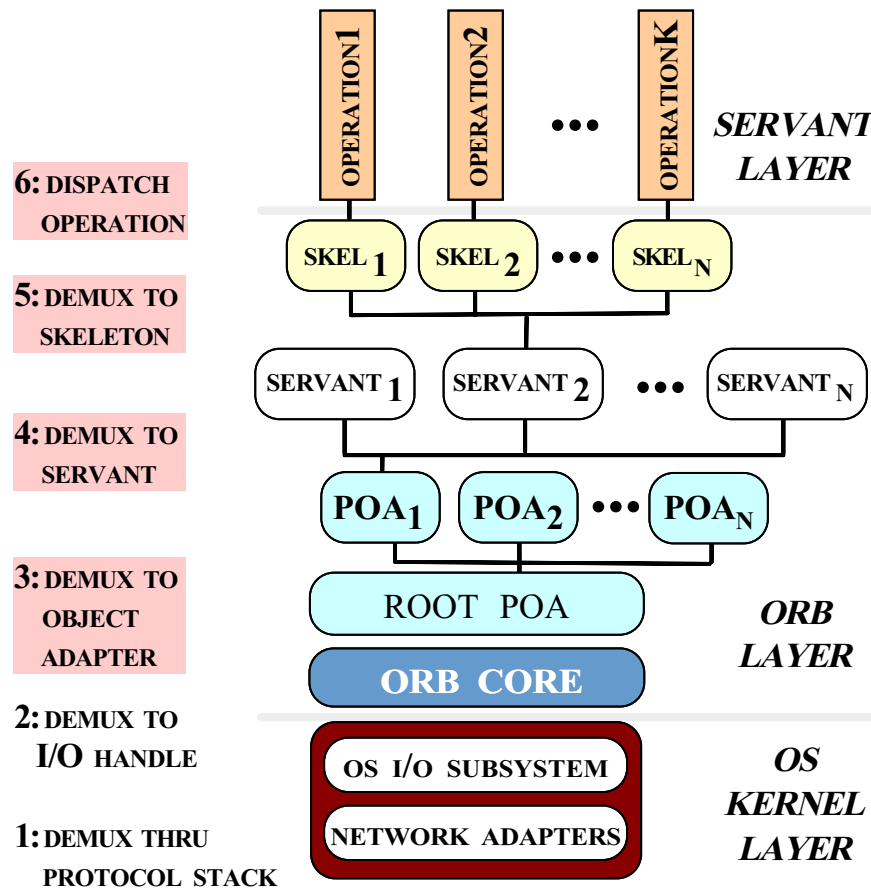 OPERATION1
OPERATION2
OPERATIONK
...
SERVANT
LAYER
6: DISPATCH
OPERATION
SKEL 1
SKEL 2
...
SKEL N
5: DEMUX TO
SKELETON
SERVANT 1
SERVANT 2
...
SERVANT N
4: DEMUX TO
SERVANT
POA1
POA2
...
POAN
3: DEMUX TO
OBJECT
ADAPTER
ROOT POA
ORB
LAYER
ORB CORE
2: DEMUX TO
I/O HANDLE
OS I/O SUBSYSTEM
OS
KERNEL
LAYER
NETWORK ADAPTERS
1: DEMUX THRU
PROTOCOL STACK